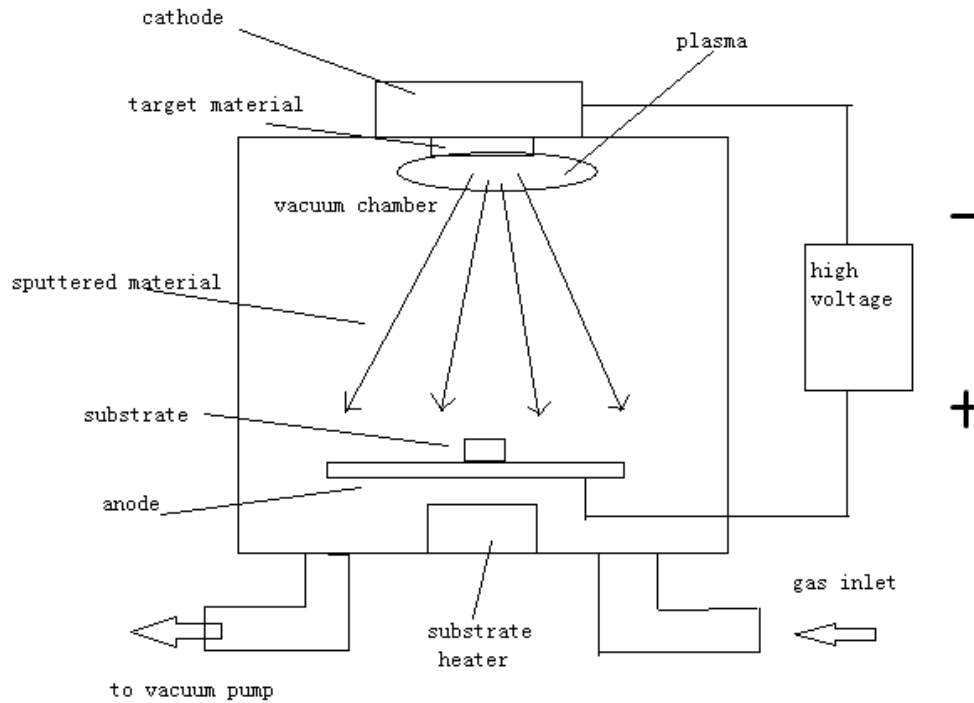 cathode
plasma
target material
vacuum chamber
−
high
voltage
sputtered material
+
substrate
anode
gas inlet
substrate
heater
to vacuum pump